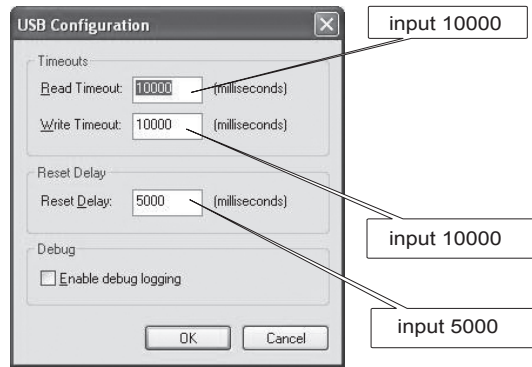 USB Configuration
input 10000
Timeouts
Read Timeout: 10000 (milliseconds)
Write Timeout: 10000 (milliseconds)
Reset Delay
Reset Delay: 5000 (milliseconds)
input 10000
Debug
Enable debug logging
input 5000
OK Cancel